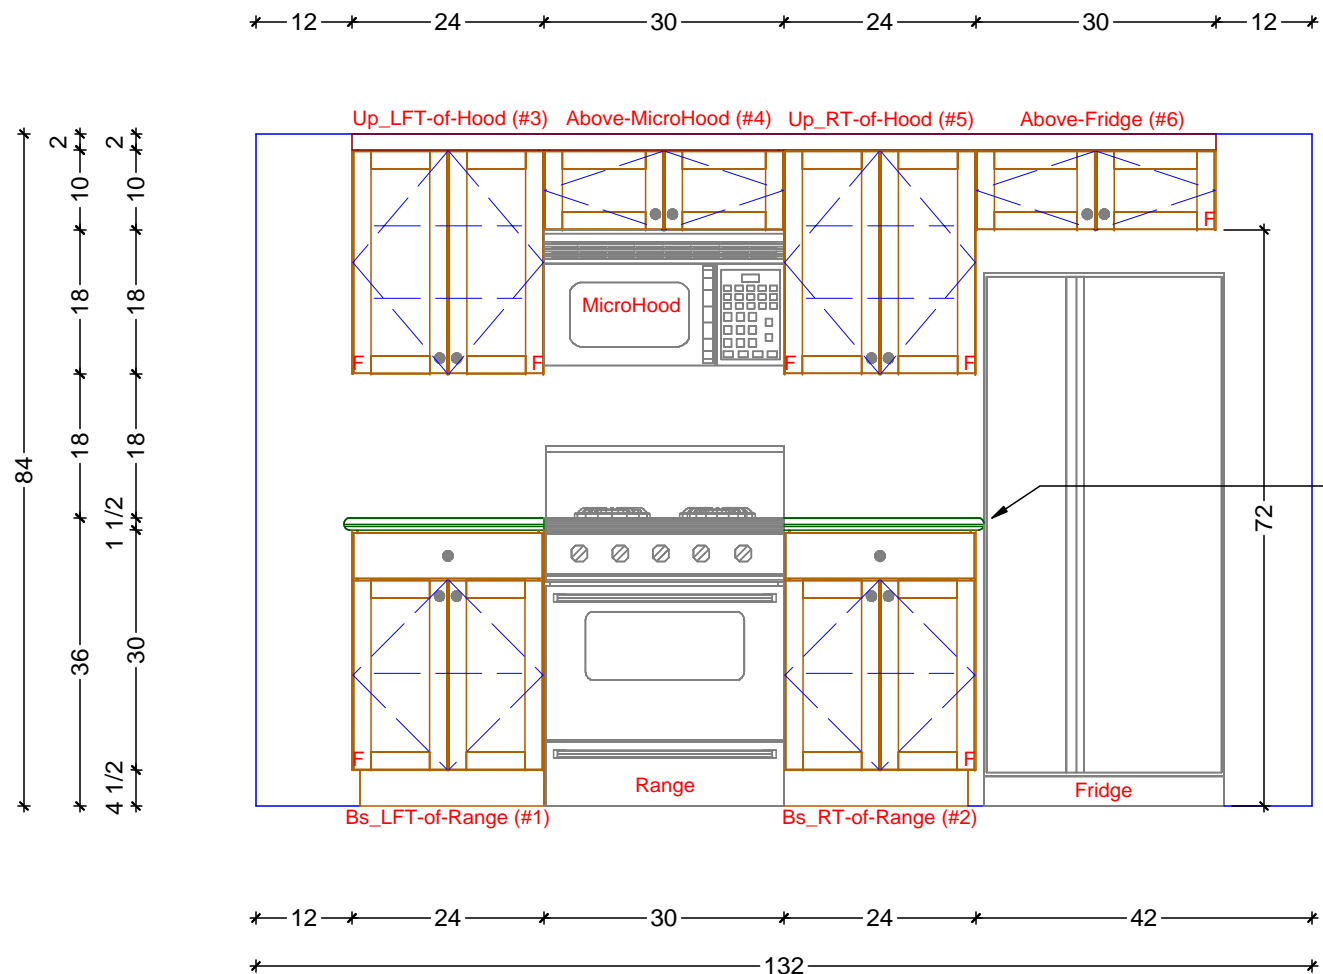 12 24 30 24 30 12
Up_LFT-of-Hood (#3) Above-MicroHood (#4) Up_RT-of-Hood (#5) Above-Fridge (#6)
2 2
10 10
F
18 18
MicroHood
F F F F
18 18
84
1 1/2
72
36 30
F F
4 1/2
Range
Fridge
Bs_LFT-of-Range (#1) Bs_RT-of-Range (#2)
12 24 30 24 42
132